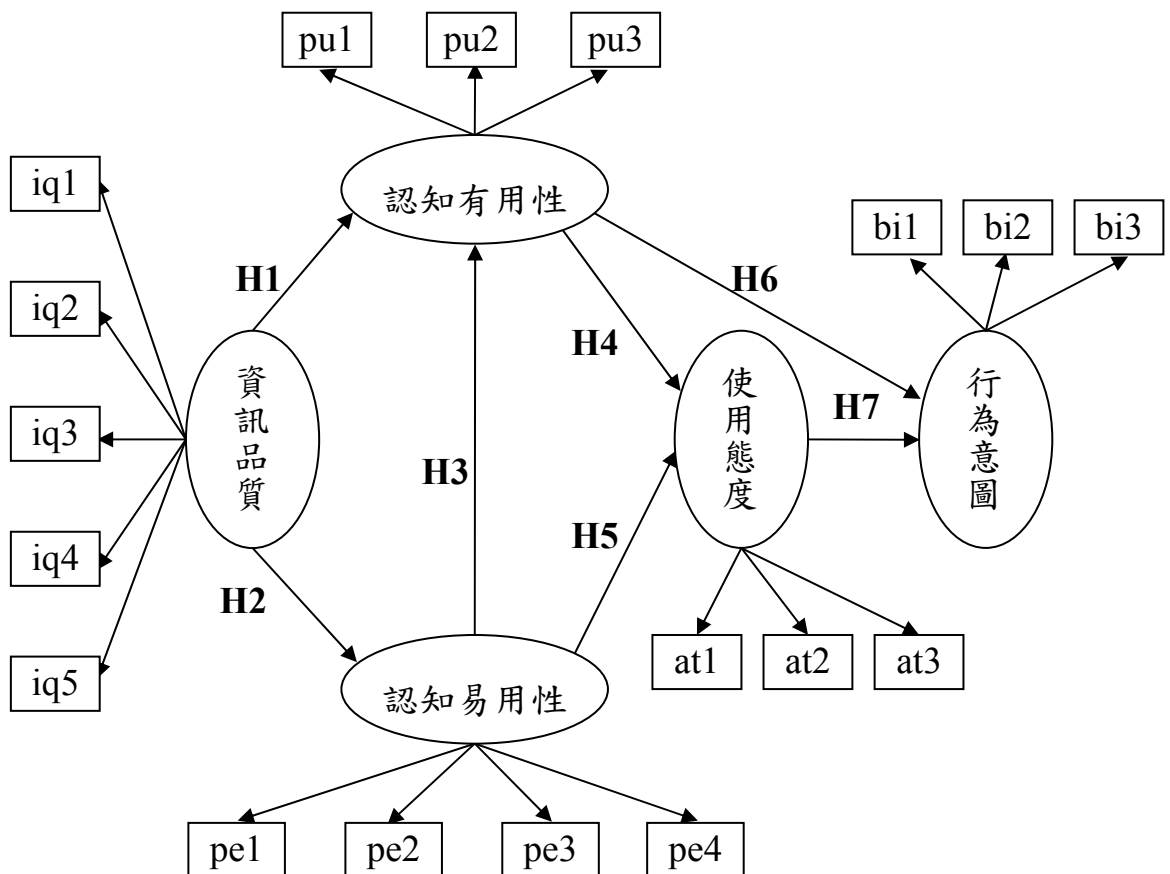 pu1 pu2 pu3
認知有用性
iq1
iq2
iq3
iq4
iq5
bi1 bi2 bi3
H1
H6
H4
資訊品質
使用態度
行為意圖
H7
H3
H5
H2
at1 at2 at3
認知易用性
pe1 pe2 pe3 pe4